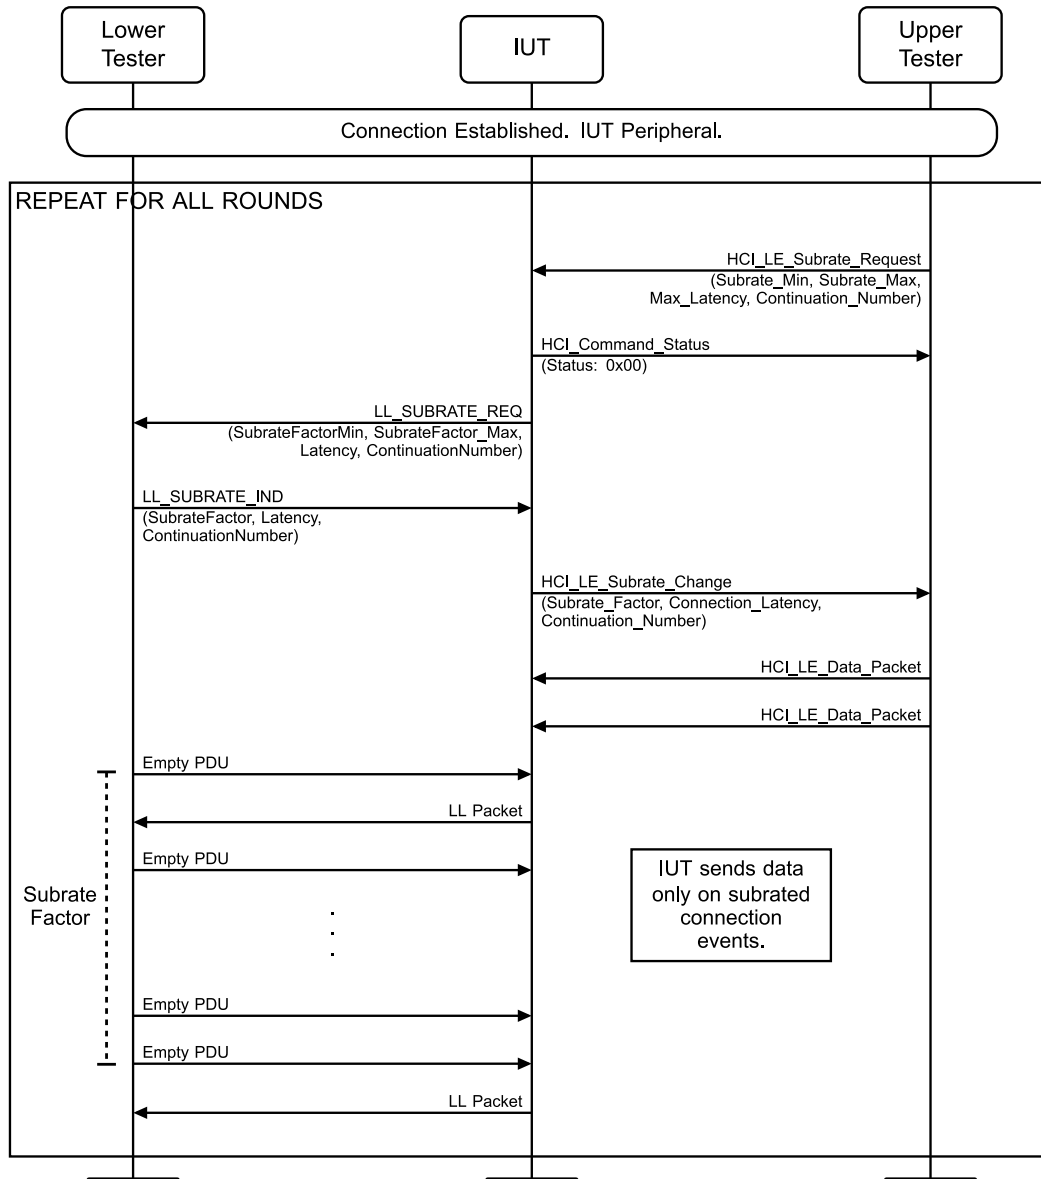 Lower
Tester
IUT
Upper
Tester
Connection Established. IUT Peripheral.
REPEAT FOR ALL ROUNDS
HCI_LE_Subrate_Request
(Subrate_Min, Subrate_Max,
Max_Latency, Continuation_Number)
HCI_Command_Status
(Status: 0x00)
LL_SUBRATE_REQ
(SubrateFactorMin, SubrateFactor_Max,
Latency, ContinuationNumber)
LL_SUBRATE_IND
(SubrateFactor, Latency,
ContinuationNumber)
HCI_LE_Subrate_Change
(Subrate_Factor, Connection_Latency,
Continuation_Number)
HCI_LE_Data_Packet
HCI_LE_Data_Packet
Empty PDU
LL Packet
Empty PDU
Subrate
Factor
IUT sends data
only on subrated
connection
events.
Empty PDU
Empty PDU
LL Packet